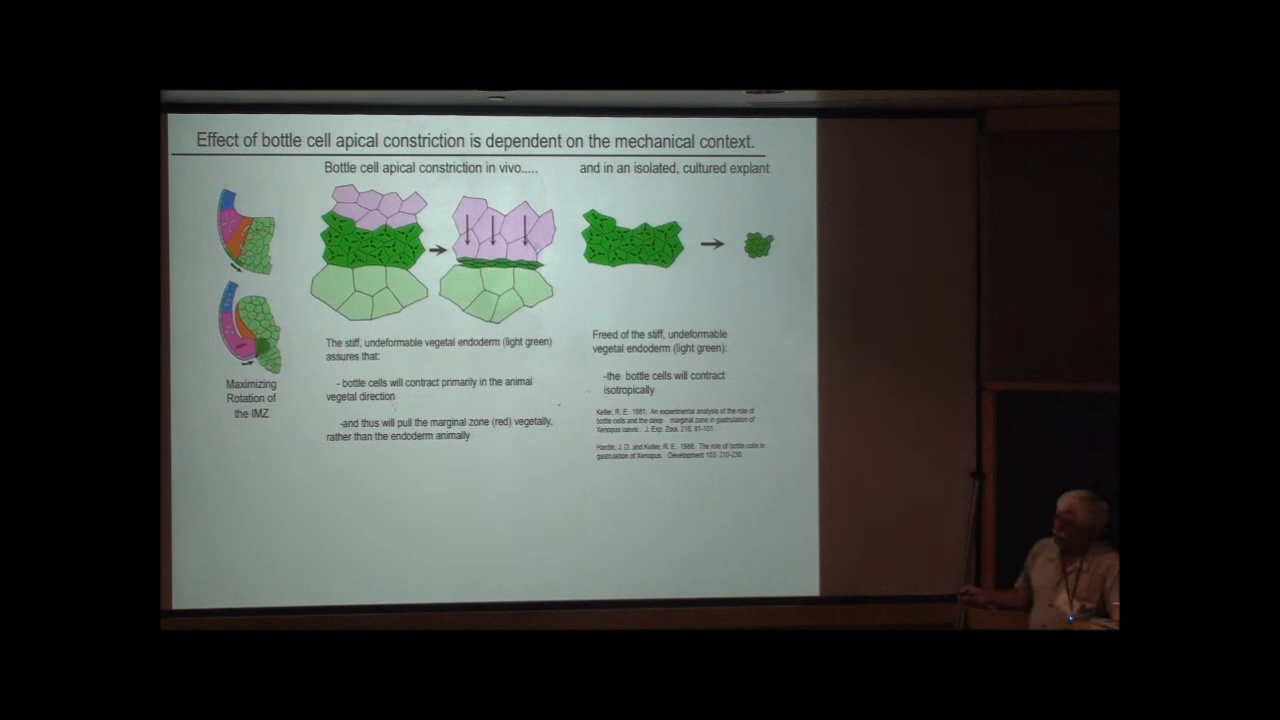 Effect of bottle cell apical constriction is dependent on the mechanical context.
Bottle cell apical constriction in vivo.....
and in an isolated, cultured explant
Maximizing
Rotation of
the IMZ
The stiff, undeformable vegetal endoderm (light green)
assures that:
- bottle cells will contract primarily in the animal
vegetal direction
-and thus will pull the marginal zone (red) vegetally,
rather than the endoderm animally
Freed of the stiff, undeformable
vegetal endoderm (light green):
-the bottle cells will contract
isotropically
Keller, R. E. 1981. An experimental analysis of the role of
bottle cells and the deep marginal zone in gastrulation of
Xenopus laevis. J. Exp. Zool. 216, 81-101.
Hardin, J. D. and Keller, R. E. 1988. The role of bottle cells in
gastrulation of Xenopus. Development 103, 210-230.